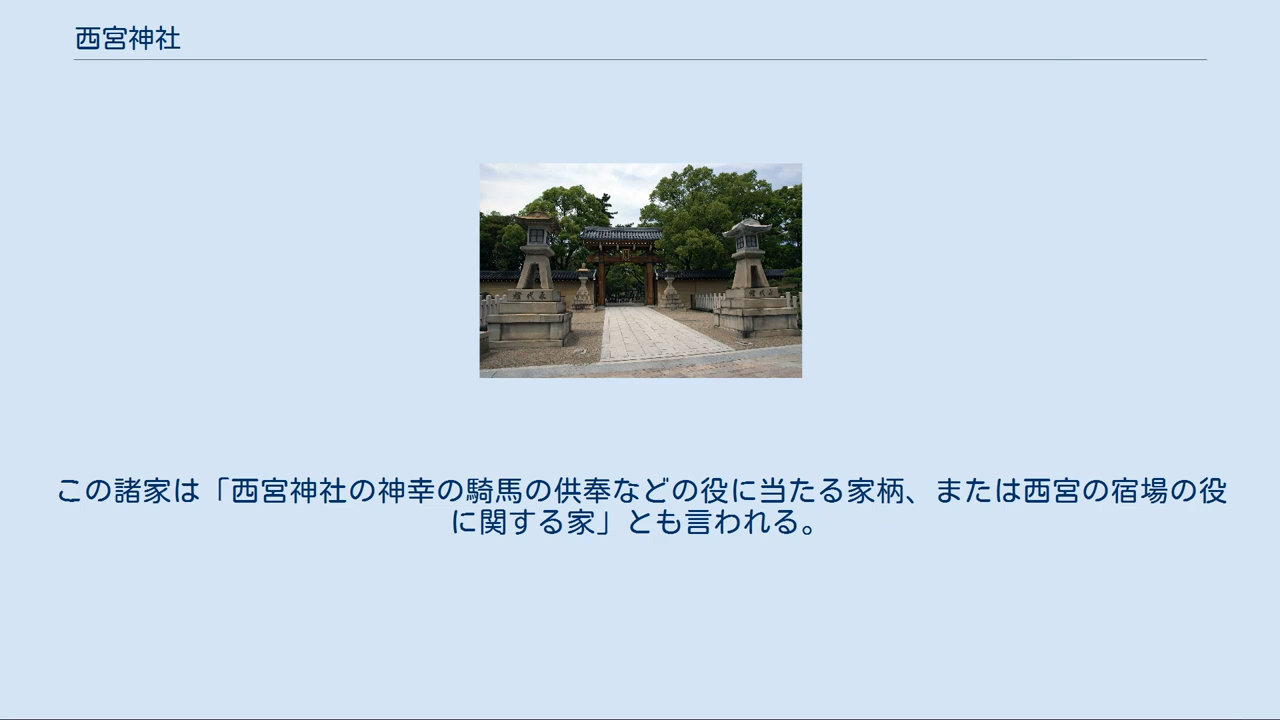 西宮神社
この諸家は「西宮神社の神幸の騎馬の供奉などの役に当たる家柄、または西宮の宿場の役
に関する家」とも言われる。